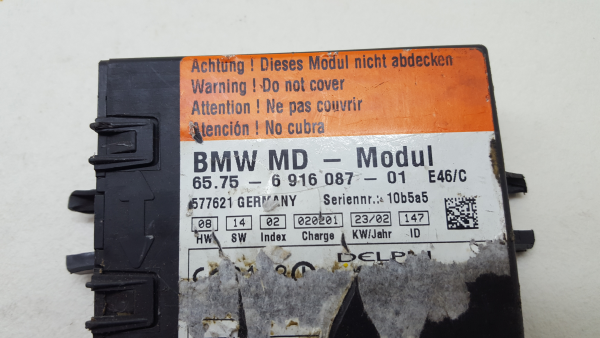 Achtung ! Dieses Modul nicht abdecken
Warning ! Do not cover
Attention ! Ne pas couvrir
Atención ! No cubra
BMW MD - Modul
65.75 - 6 916 087 - 01 E46/C
577621 GERMANY Seriennr.: 10b5a5
08 14 02 020201 23/02 147
HW SW Index Charge KW/Jahr ID
DELPHI